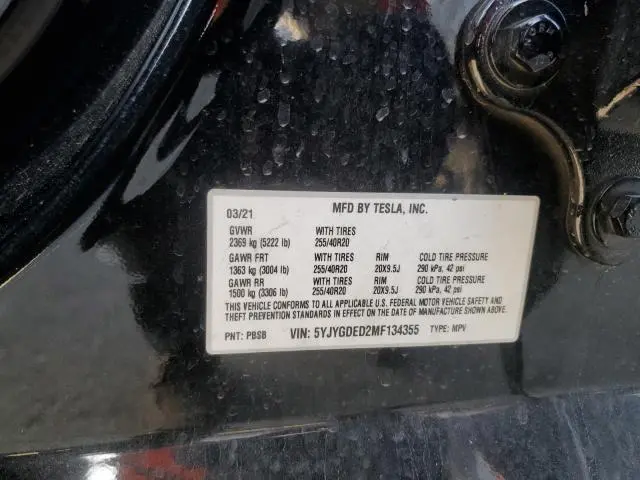 03/21 MFD BY TESLA, INC.
GVWR WITH TIRES
2369 kg (5222 lb) 255/40R20
GAWR FRT WITH TIRES RIM COLD TIRE PRESSURE
1363 kg (3004 lb) 255/40R20 20X9.5J 290 kPa, 42 psi
GAWR RR WITH TIRES RIM COLD TIRE PRESSURE
1500 kg (3306 lb) 255/40R20 20X9.5J 290 kPa, 42 psi
THIS VEHICLE CONFORMS TO ALL APPLICABLE U.S. FEDERAL MOTOR VEHICLE SAFETY AND
THEFT PREVENTION STANDARDS IN EFFECT ON THE DATE OF MANUFACTURE SHOWN ABOVE.
PNT: PBSB VIN: 5YJYGDED2MF134355 TYPE: MPV